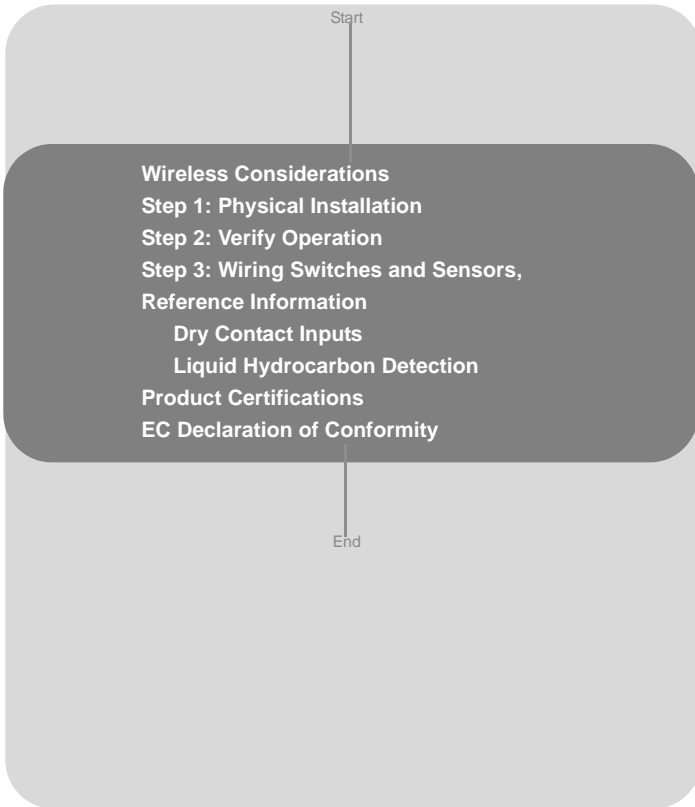 Start
Wireless Considerations
Step 1: Physical Installation
Step 2: Verify Operation
Step 3: Wiring Switches and Sensors,
Reference Information
Dry Contact Inputs
Liquid Hydrocarbon Detection
Product Certifications
EC Declaration of Conformity
End